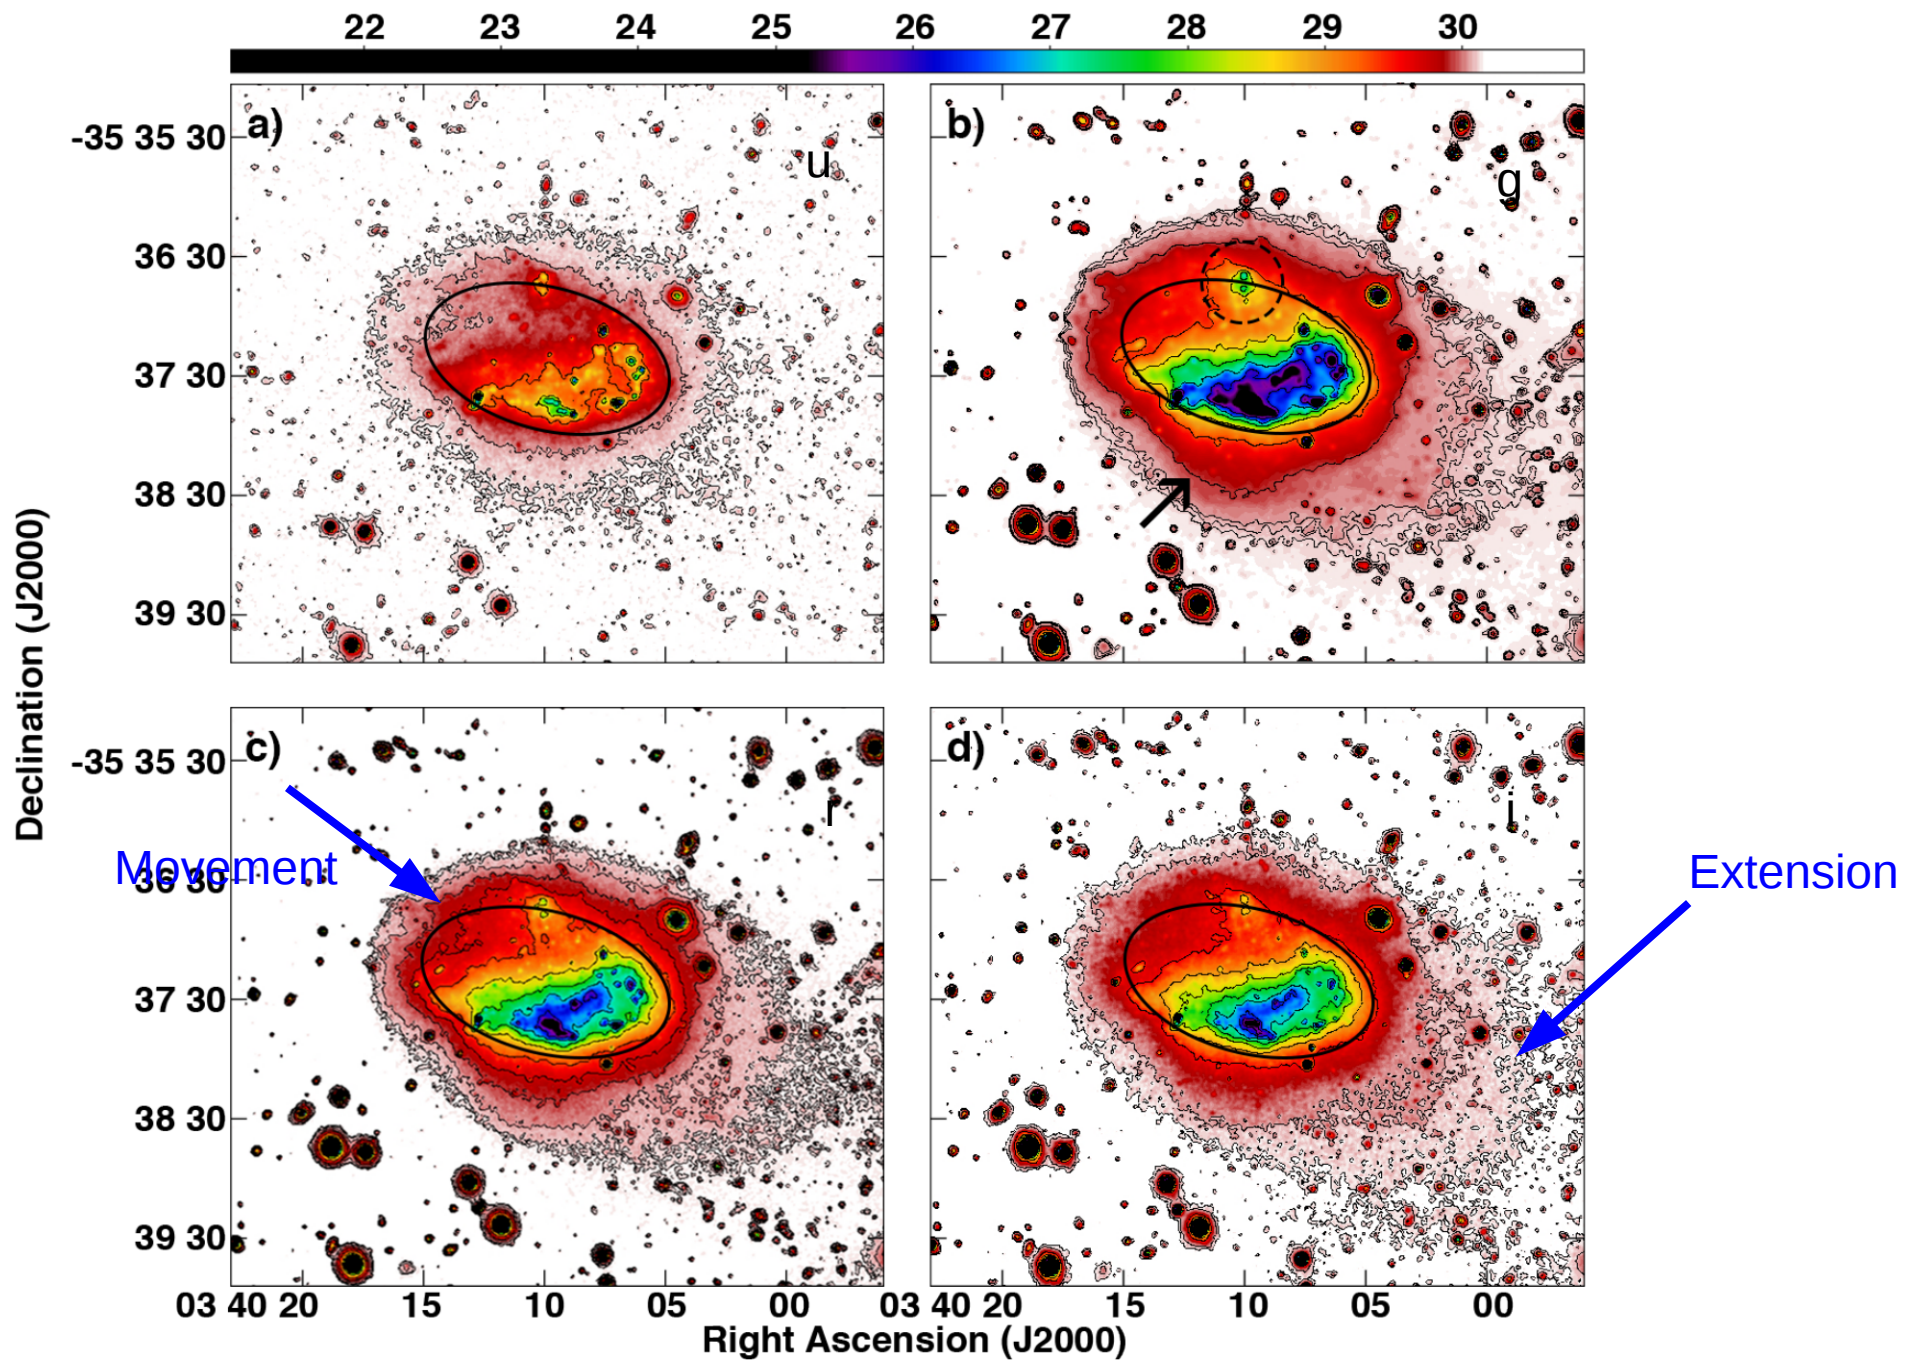 22 23 24 25 26 27 28 29 30
a) b)
-35 35 30
u g
36 30
37 30
38 30
39 30
Declination (J2000)
c) d)
-35 35 30
r i
Movement Extension
36 30
37 30
38 30
39 30
03 40 20 15 10 05 00 03 40 20 15 10 05 00
Right Ascension (J2000)